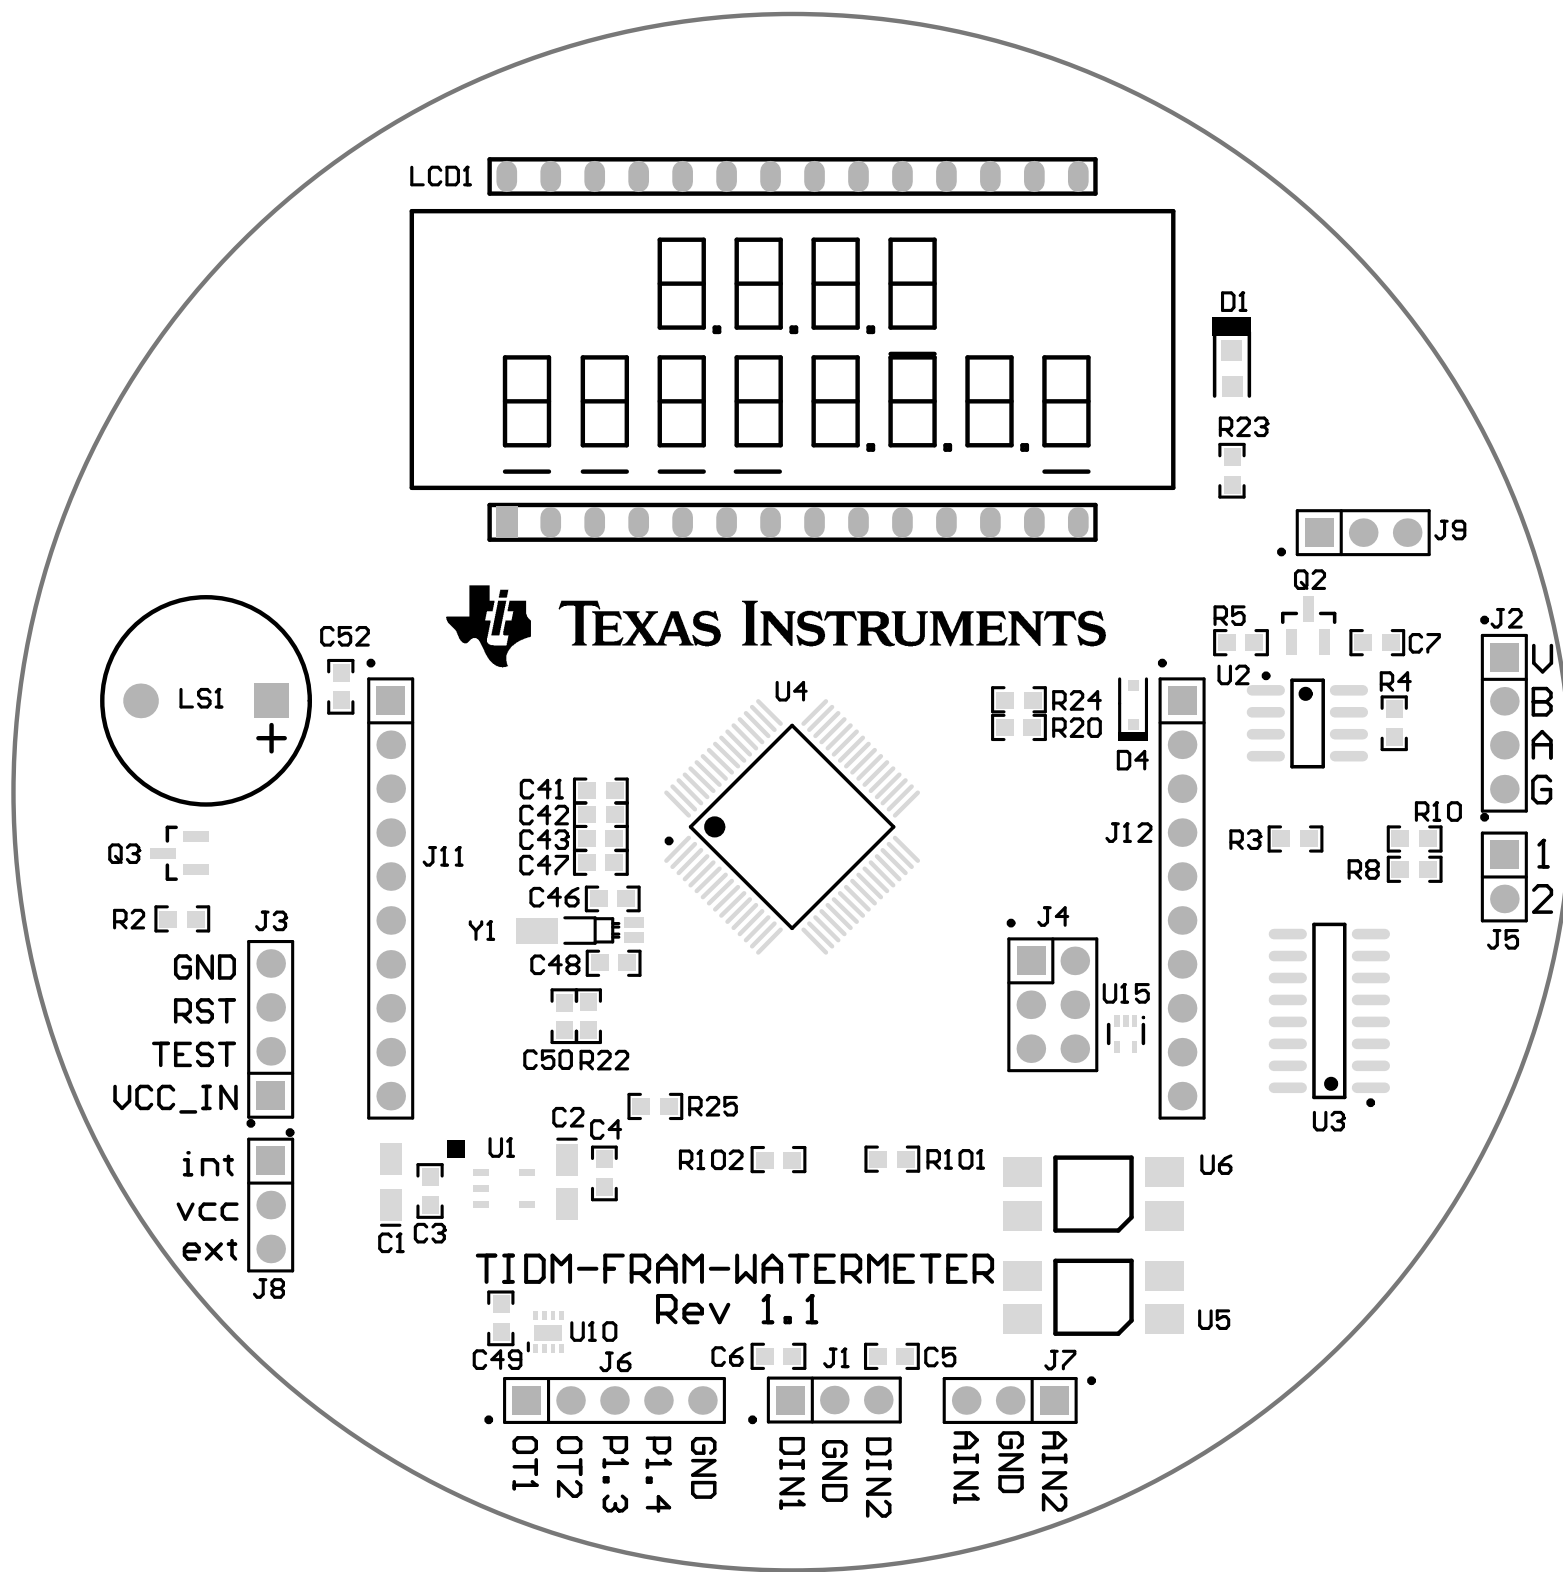 LCD1
D1
R23
J9
Q2
TEXAS INSTRUMENTS
R5
J2
C52
C7
V
U2
R4
LS1
U4
R24
B
+
R20
A
D4
C41
G
C42
R10
J12
C43
R3
1
Q3
J11
C47
R8
C46
2
R2
J3
Y1
J4
J5
GND
C48
U15
RST
TEST
C50
R22
VCC_IN
R25
U3
C2
C4
int
U1
R102
R101
U6
vcc
C3
ext
C1
TIDM-FRAM-WATERMETER
J8
Rev 1.1
U5
U10
C49
J6
C6
J1
C5
J7
OT1
OT2
P1.3
P1.4
GND
DIN1
GND
DIN2
AIN1
GND
AIN2